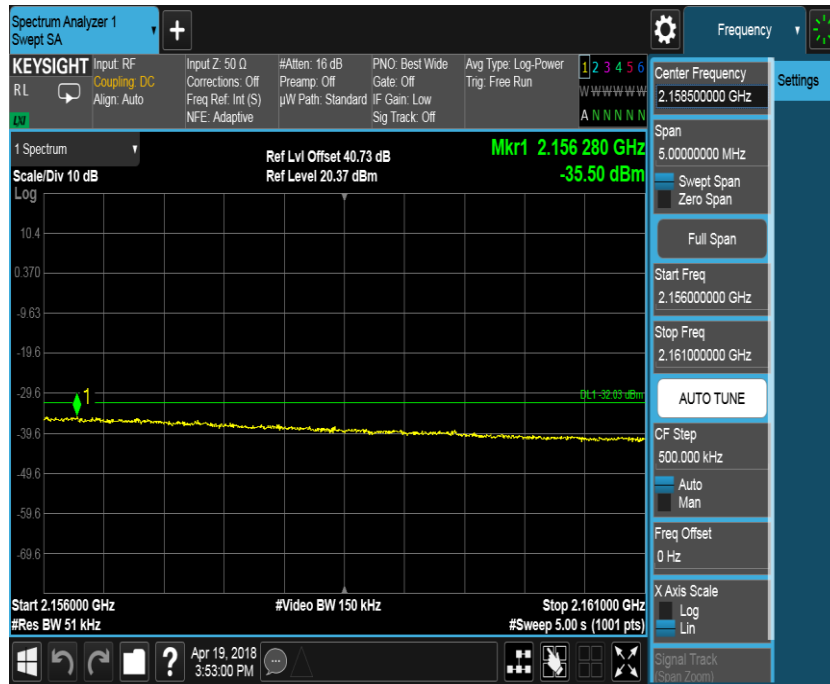 Spectrum Analyzer 1
Swept SA
+
Frequency
KEYSIGHT
RL
LXI
Input: RF
Coupling: DC
Align: Auto
Input Z: 50 Ω
Corrections: Off
Freq Ref: Int (S)
NFE: Adaptive
#Atten: 16 dB
Preamp: Off
µW Path: Standard
PNO: Best Wide
Gate: Off
IF Gain: Low
Sig Track: Off
Avg Type: Log-Power
Trig: Free Run
1 2 3 4 5 6
W W W W W W
A N N N N N
1 Spectrum
Scale/Div 10 dB
Log
Ref Lvl Offset 40.73 dB
Ref Level 20.37 dBm
Mkr1 2.156 280 GHz
-35.50 dBm
10.4
0.370
-9.63
-19.6
-29.6
-39.6
-49.6
-59.6
-69.6
1
DL1 -32.03 dBm
Start 2.156000 GHz
#Res BW 51 kHz
#Video BW 150 kHz
Stop 2.161000 GHz
#Sweep 5.00 s (1001 pts)
Center Frequency
2.158500000 GHz
Span
5.00000000 MHz
Swept Span
Zero Span
Full Span
Start Freq
2.156000000 GHz
Stop Freq
2.161000000 GHz
AUTO TUNE
CF Step
500.000 kHz
Auto
Man
Freq Offset
0 Hz
X Axis Scale
Log
Lin
Signal Track
(Span Zoom)
Settings
?
Apr 19, 2018
3:53:00 PM